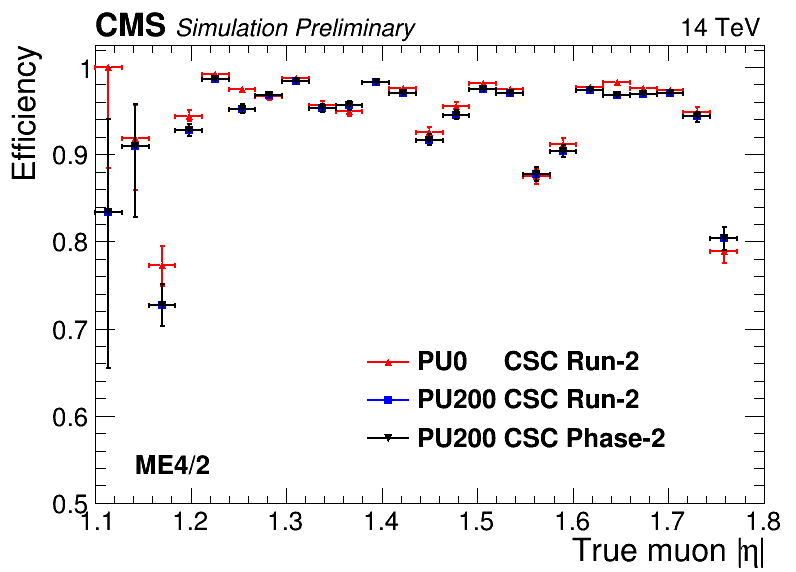 CMS Simulation Preliminary 14 TeV
Efficiency
1
0.9
0.8
0.7
0.6
0.5
PU0 CSC Run-2
PU200 CSC Run-2
PU200 CSC Phase-2
ME4/2
1.1 1.2 1.3 1.4 1.5 1.6 1.7 1.8
True muon |η|